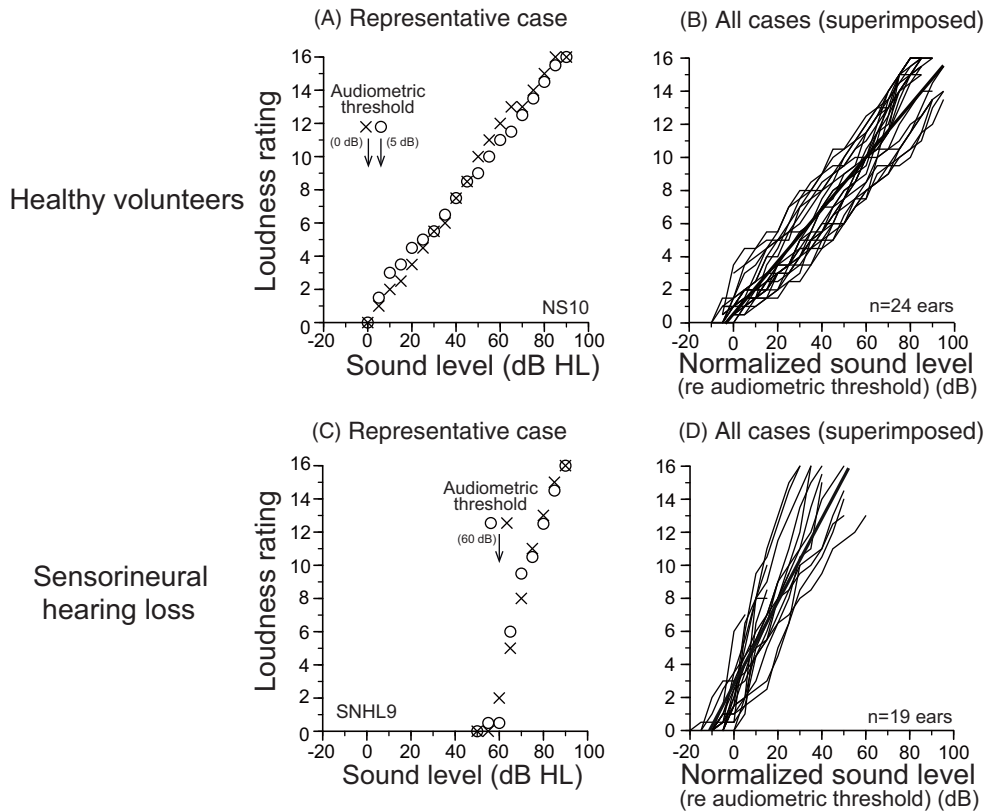 (A) Representative case
(B) All cases (superimposed)
Healthy volunteers
Loudness rating
16
14
12
10
8
6
4
2
0
Audiometric
threshold
(0 dB)
(5 dB)
NS10
-20 0 20 40 60 80 100
Sound level (dB HL)
16
14
12
10
8
6
4
2
0
n=24 ears
-20 0 20 40 60 80 100
Normalized sound level
(re audiometric threshold) (dB)
(C) Representative case
(D) All cases (superimposed)
Sensorineural
hearing loss
Loudness rating
16
14
12
10
8
6
4
2
0
Audiometric
threshold
(60 dB)
SNHL9
-20 0 20 40 60 80 100
Sound level (dB HL)
16
14
12
10
8
6
4
2
0
n=19 ears
-20 0 20 40 60 80 100
Normalized sound level
(re audiometric threshold) (dB)